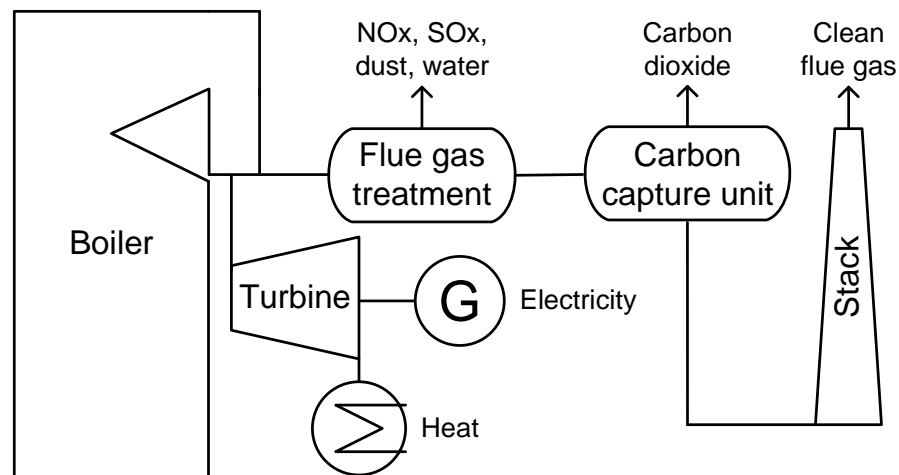 NOx, SOx,
dust, water
Carbon
dioxide
Clean
flue gas
Flue gas
treatment
Carbon
capture unit
Boiler
Turbine
G
Electricity
Stack
Heat